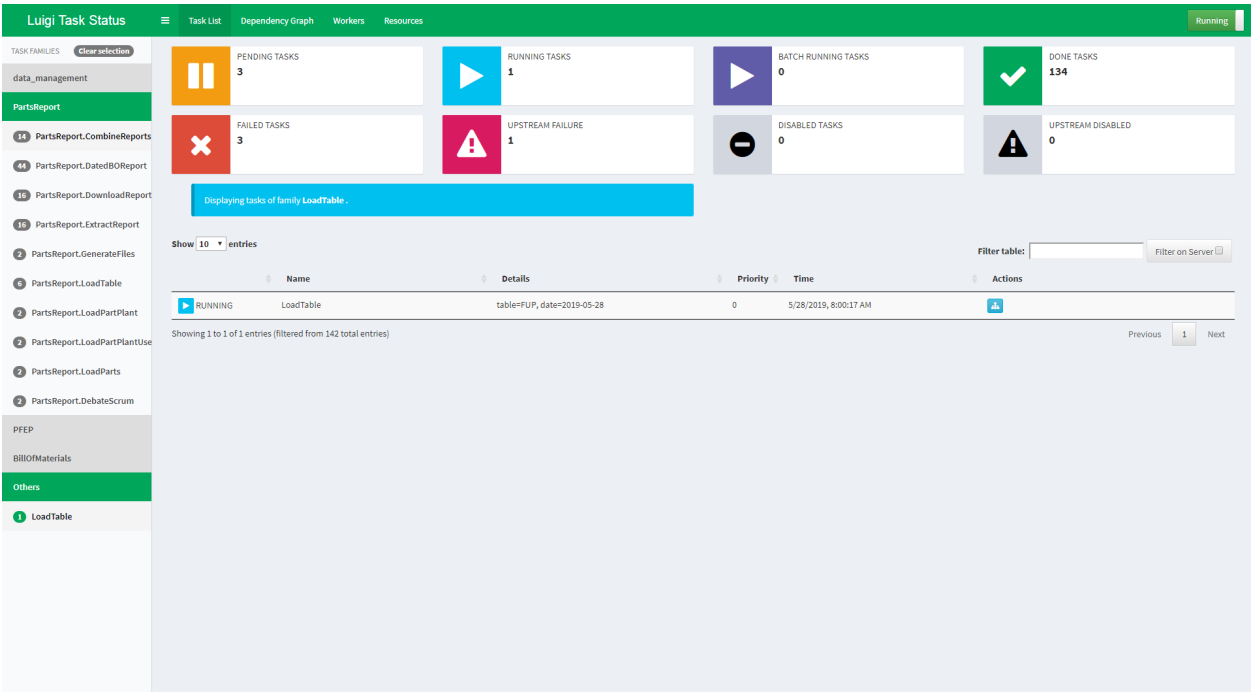 Luigi Task Status
Task List Dependency Graph Workers Resources
Running
TASK FAMILIES Clear selection
data_management
PartsReport
14 PartsReport.CombineReports
44 PartsReport.DatedBOReport
16 PartsReport.DownloadReport
16 PartsReport.ExtractReport
2 PartsReport.GenerateFiles
6 PartsReport.LoadTable
2 PartsReport.LoadPartPlant
2 PartsReport.LoadPartPlantUse
2 PartsReport.LoadParts
2 PartsReport.DebateScrum
PFEP
BillOfMaterials
Others
1 LoadTable
PENDING TASKS
3
RUNNING TASKS
1
BATCH RUNNING TASKS
0
DONE TASKS
134
FAILED TASKS
3
UPSTREAM FAILURE
1
DISABLED TASKS
0
UPSTREAM DISABLED
0
Displaying tasks of family LoadTable .
Show 10 entries
Filter table: Filter on Server
Name Details Priority Time Actions
RUNNING LoadTable table=FUP, date=2019-05-28 0 5/28/2019, 8:00:17 AM
Showing 1 to 1 of 1 entries (filtered from 142 total entries)
Previous 1 Next